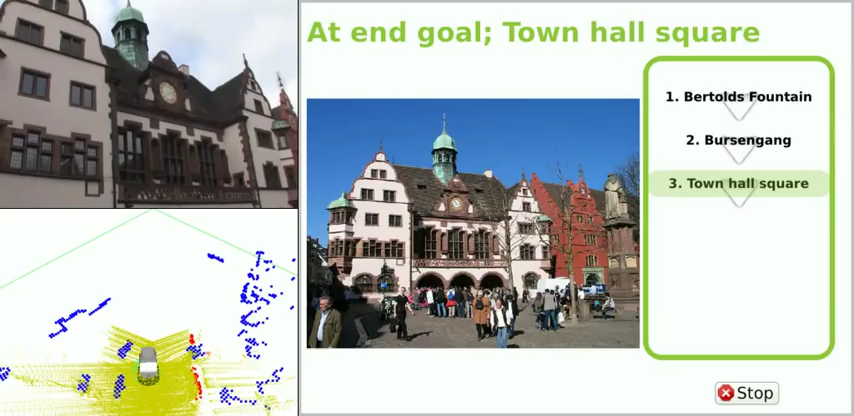 At end goal; Town hall square
1. Bertolds Fountain
2. Bursengang
3. Town hall square
Stop